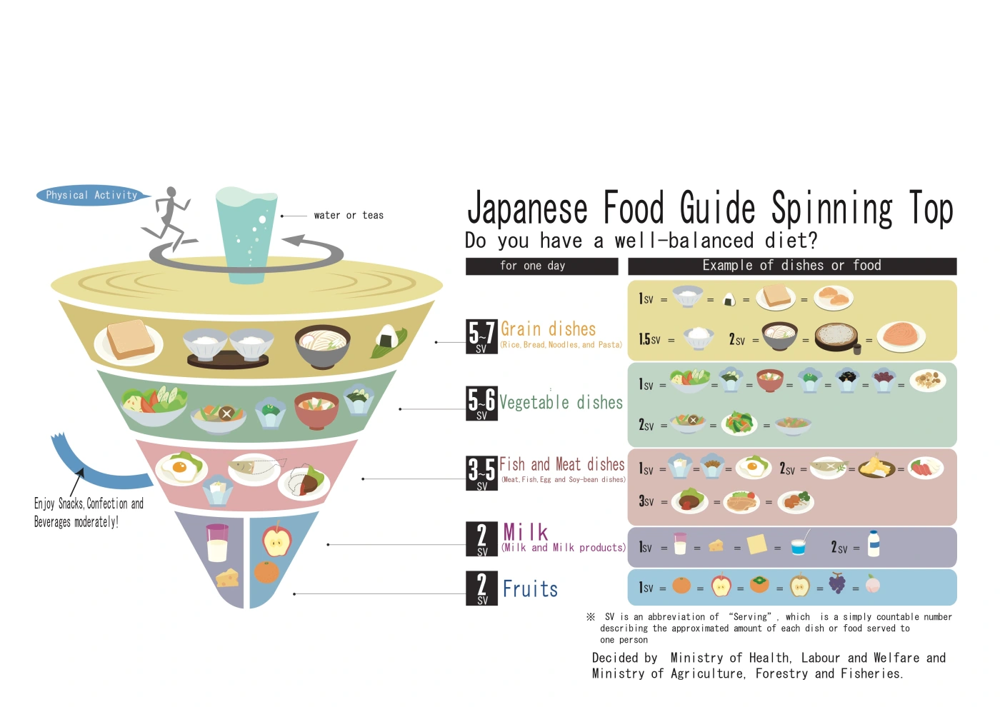 Physical Activity
water or teas
Japanese Food Guide Spinning Top
Do you have a well-balanced diet?
for one day
Example of dishes or food
5~7 SV
Grain dishes
(Rice, Bread, Noodles, and Pasta)
1SV = = = =
1.5SV = 2SV = = =
5~6 SV
Vegetable dishes
1SV = = = = = = =
2SV = = =
3~5 SV
Fish and Meat dishes
(Meat, Fish, Egg and Soy-bean dishes)
1SV = = = 2SV = = =
3SV = = =
Enjoy Snacks, Confection and
Beverages moderately!
2 SV
Milk
(Milk and Milk products)
1SV = = = = 2SV =
2 SV
Fruits
1SV = = = = = =
※ SV is an abbreviation of “Serving”, which is a simply countable number
describing the approximated amount of each dish or food served to
one person
Decided by Ministry of Health, Labour and Welfare and
Ministry of Agriculture, Forestry and Fisheries.